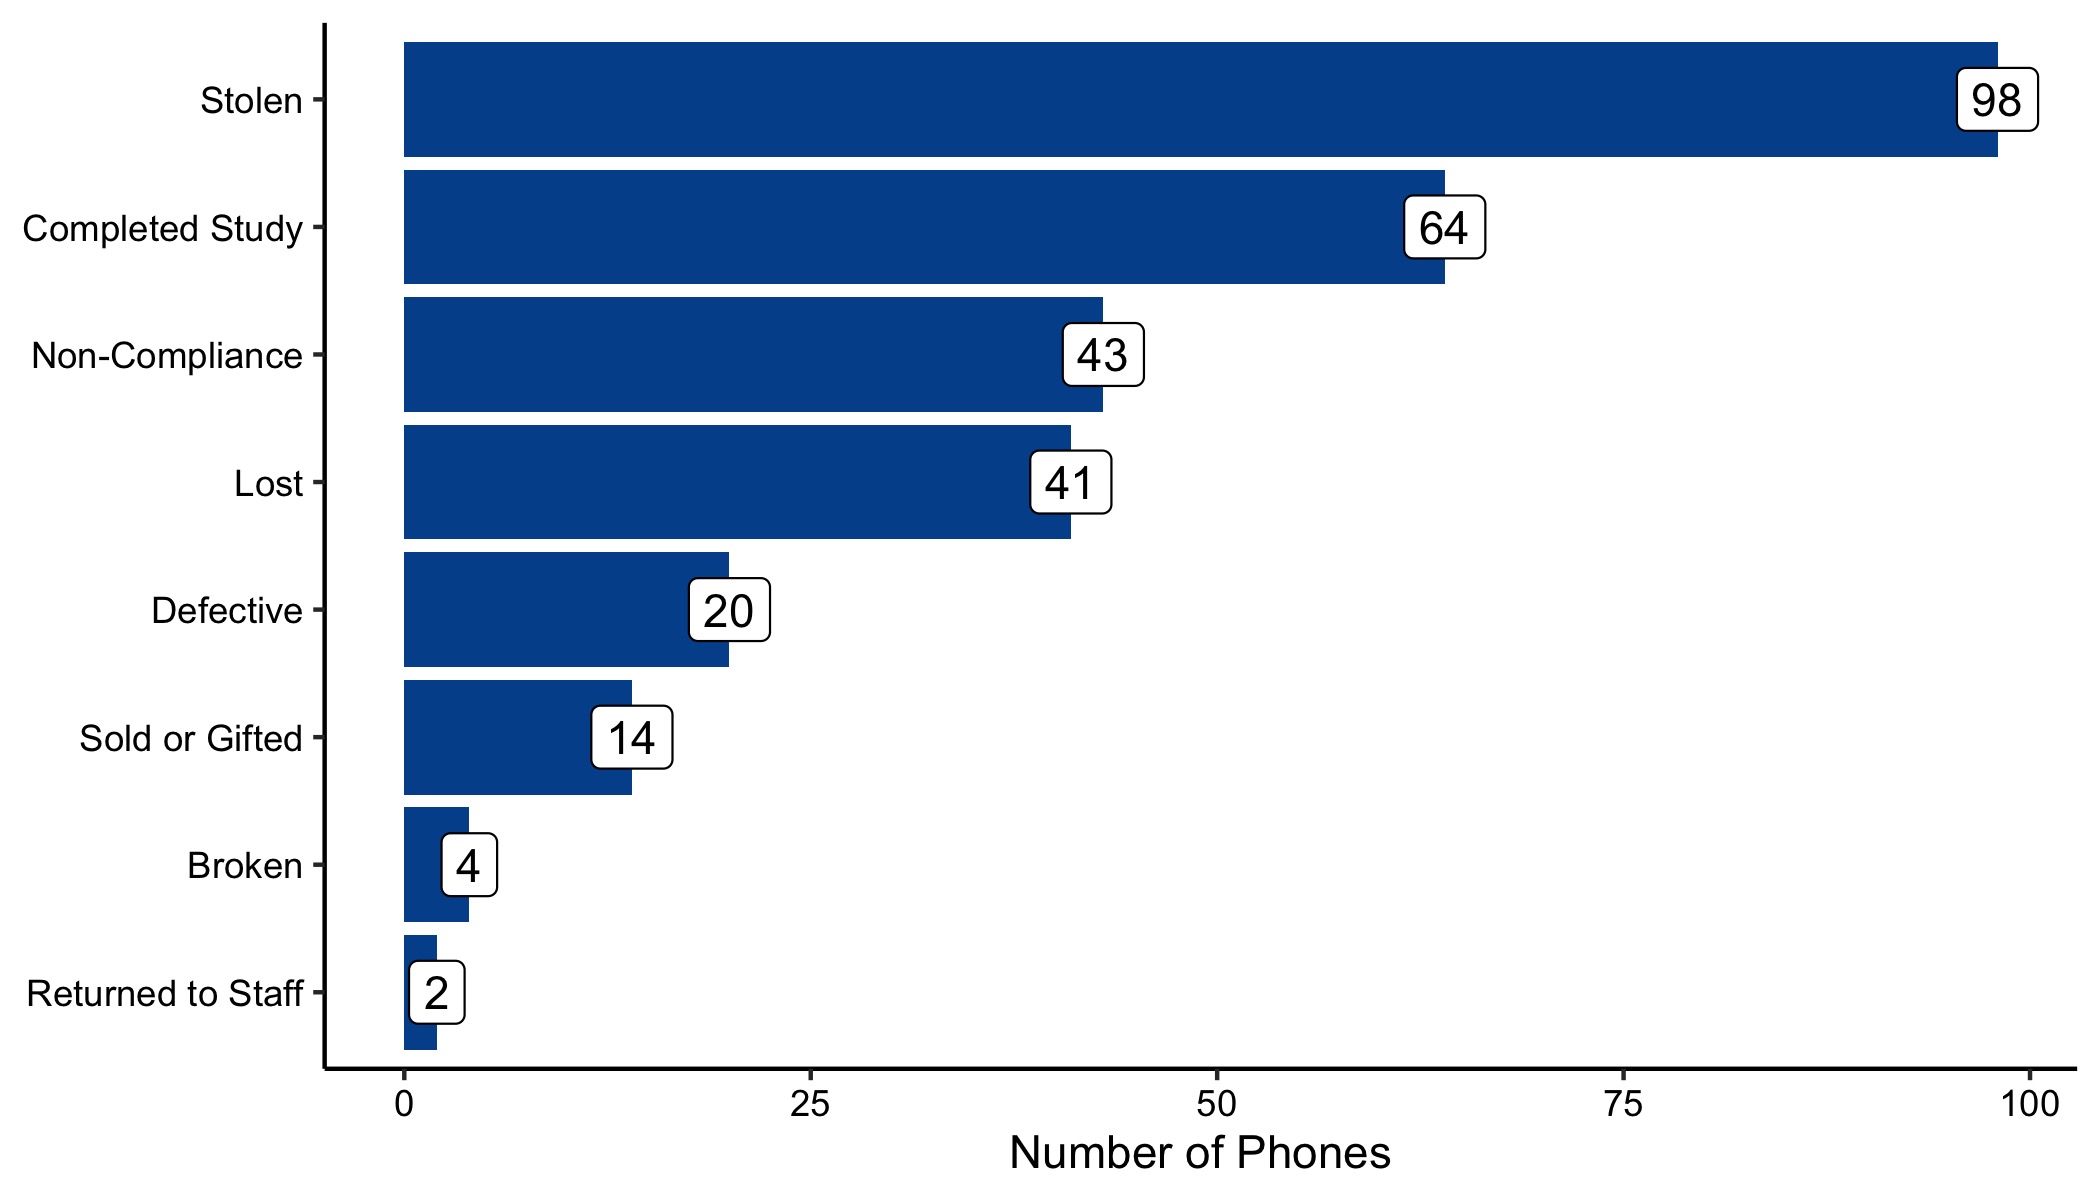 Stolen
98
Completed Study
64
Non-Compliance
43
Lost
41
Defective
20
Sold or Gifted
14
Broken
4
Returned to Staff
2
0 25 50 75 100
Number of Phones